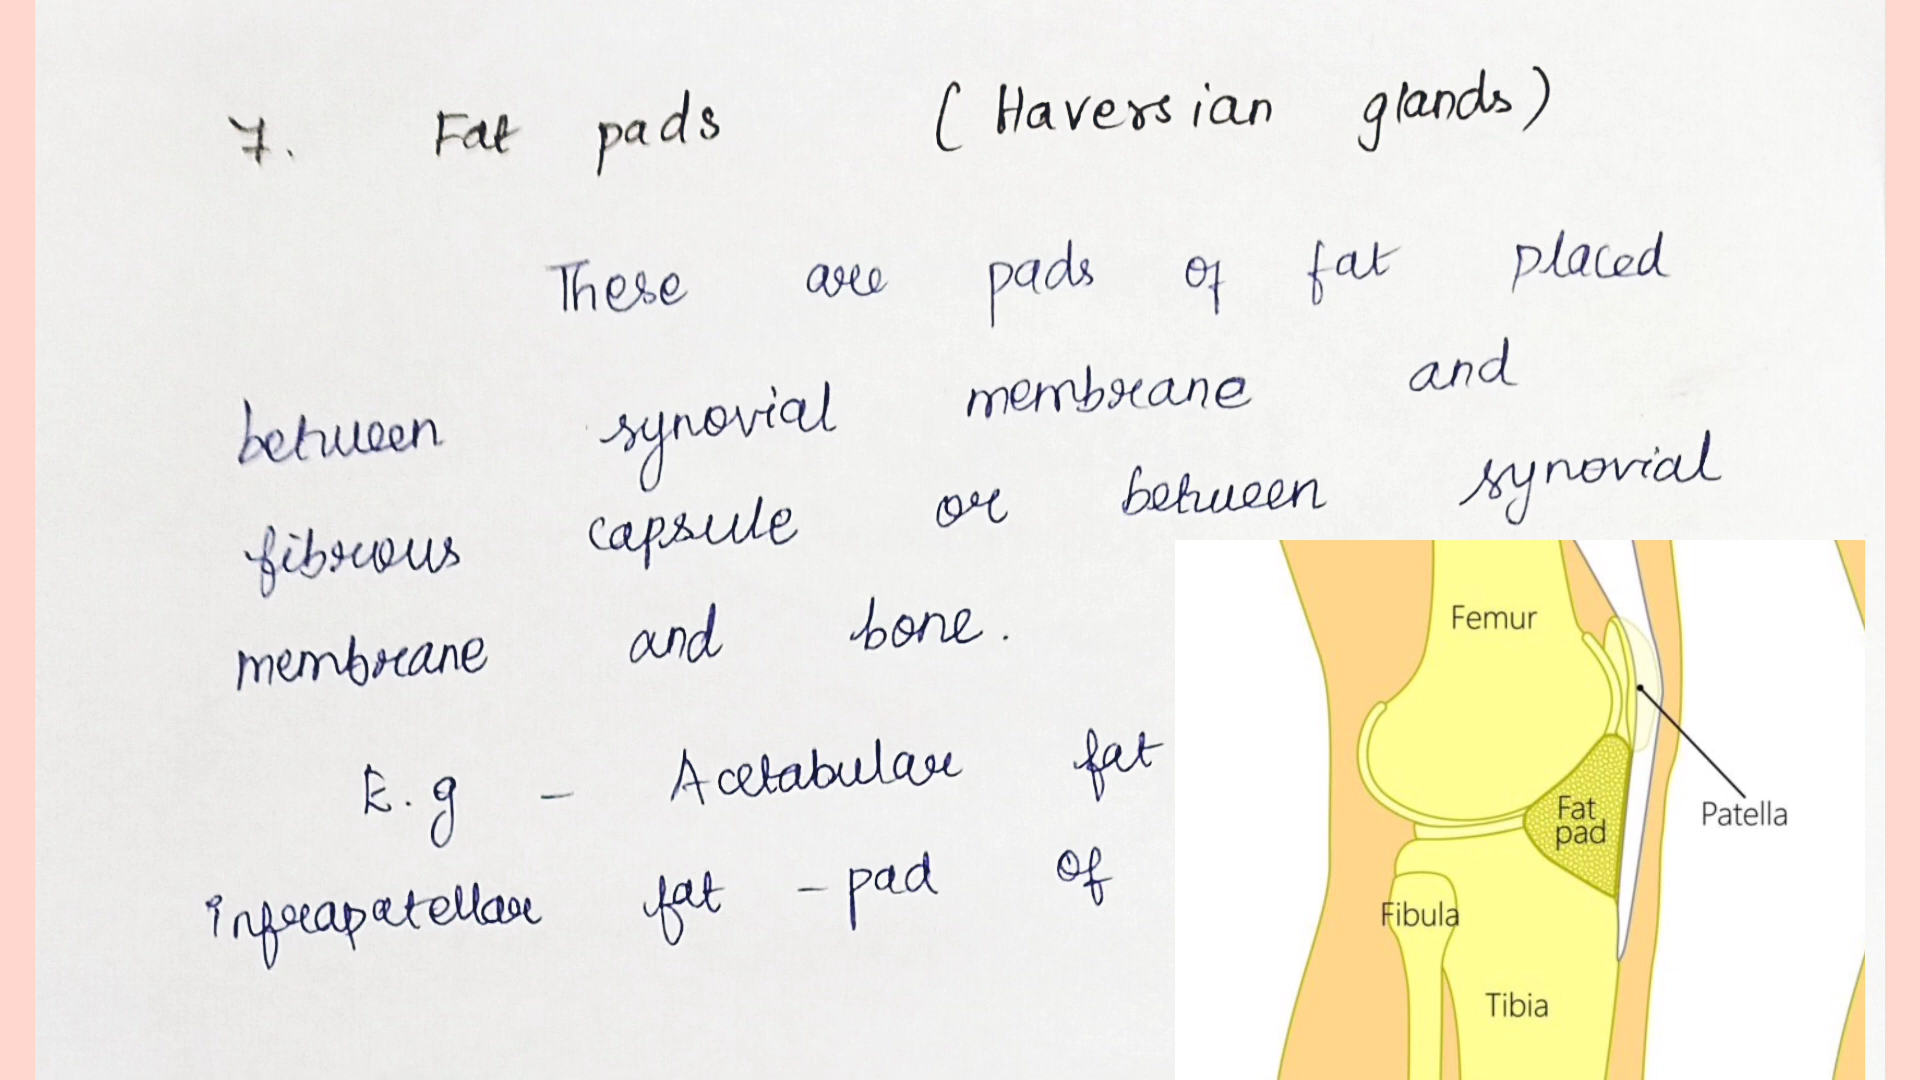 7. Fat pads (Haversian glands)
These are pads of fat placed
between synovial membrane and
fibrous capsule or between synovial
membrane and bone.
E.g - Acetabular fat
infrapatellar fat - pad of
Femur
Patella
Fat
pad
Fibula
Tibia